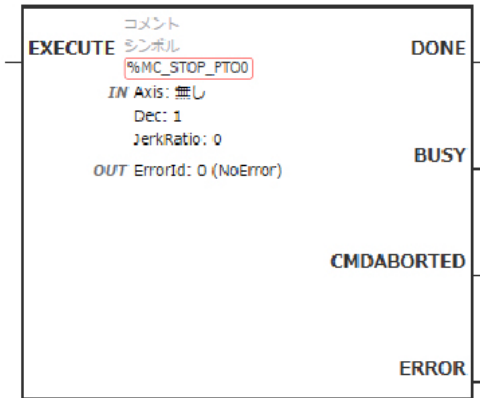 コメント
EXECUTE シンボル DONE
%MC_STOP_PTO0
IN Axis: 無し
Dec: 1
JerkRatio: 0
BUSY
OUT ErrorId: 0 (NoError)
CMDABORTED
ERROR